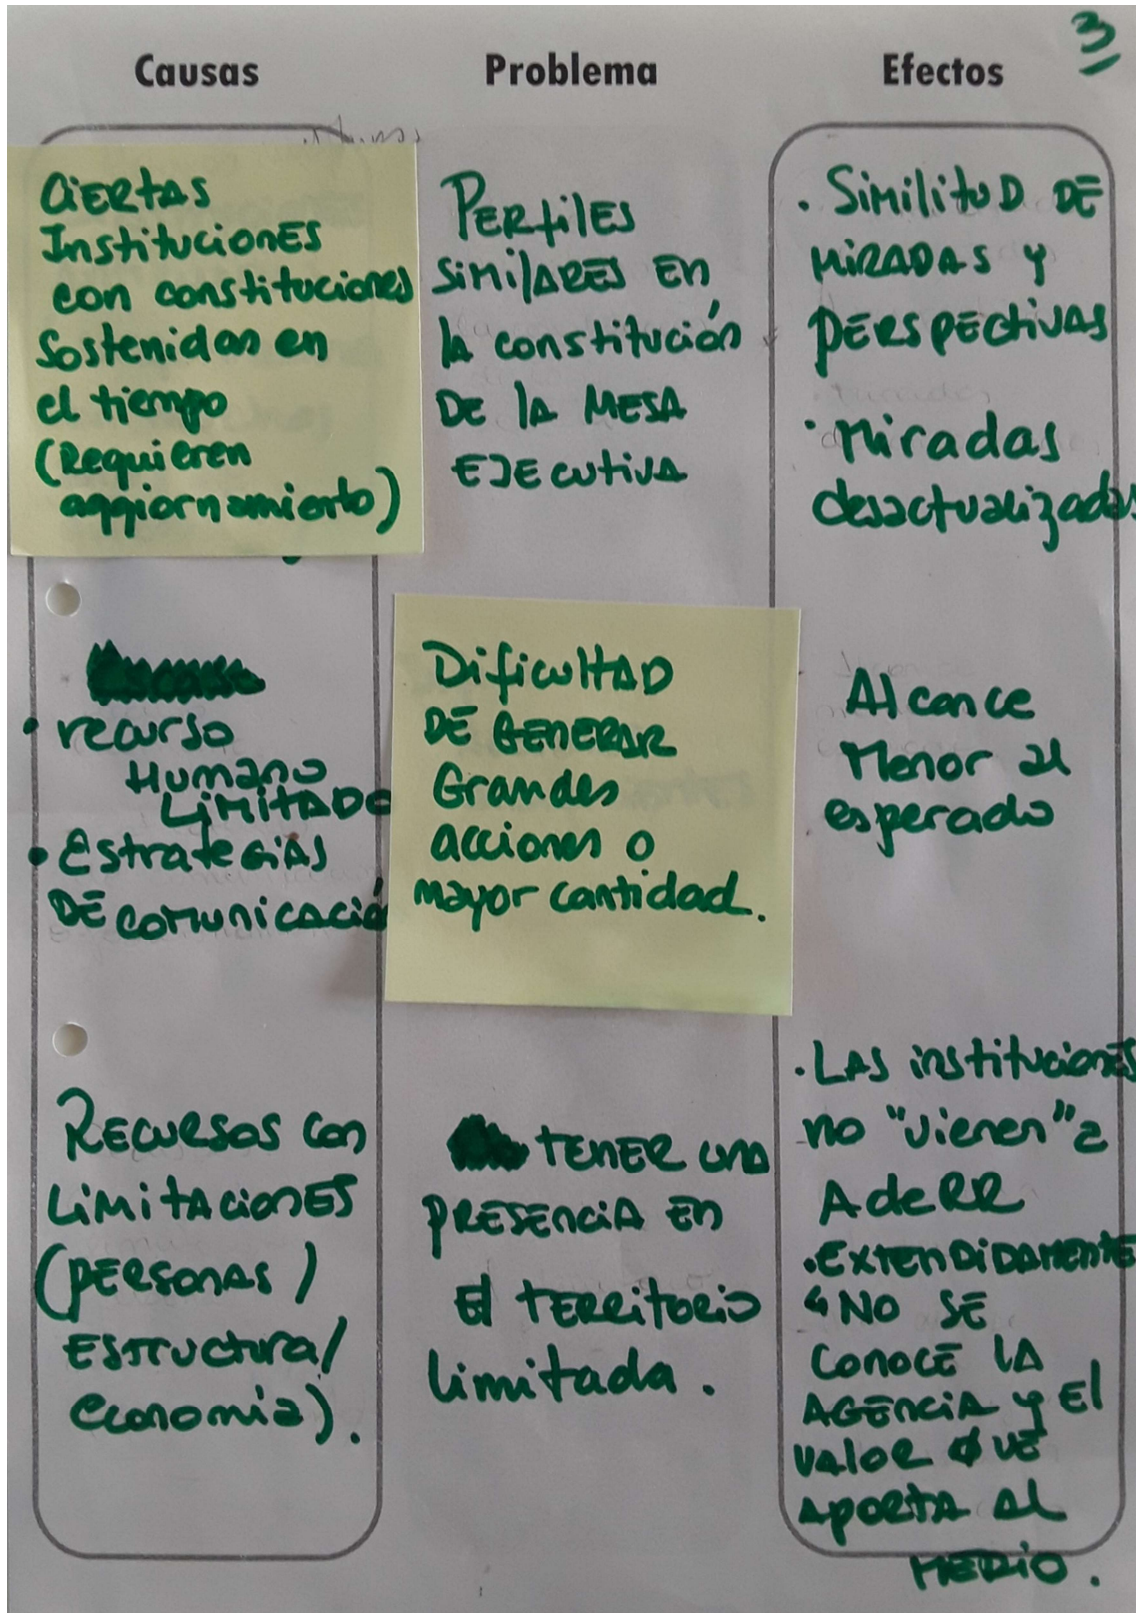 3
Causas
Problema
Efectos
CIERTAS
InstitucionES
con constituciones
Sostenidas en
el tiempo
(Requieren
aggiornamiento)
PERfiles
similARES En
lA constitución
DE lA MESA
EJEcutiva
. Similitud DE
MiRADAS y
PERSPECtivas
· Miradas
desactualizadas
• recurso
Humano
LiMitADO
• EstrateGiAS
DE comunicació
DificultAD
DE GENERAR
Grandes
acciones o
mayor cantidad.
Alcance
Menor al
esperado
RECURSOS con
LiMitAcionES
(PERSONAS /
ESTRUCtura/
economia).
TENER una
PRESEnciA En
El tERRitorio
limitada.
. LAS institucionES
no "vienen" a
AdeRR
. EXTENDIDAMENTE
"NO SE
CONOCE LA
AGENCIA y El
VALOR QUE
APORTA Al
MEDIO.